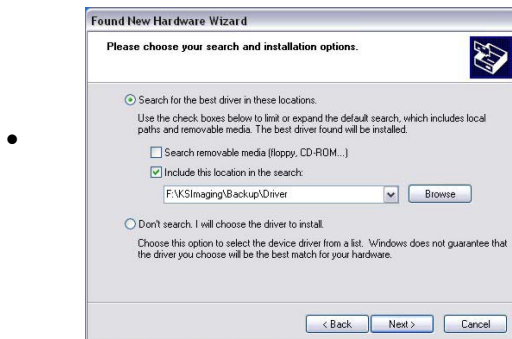 Found New Hardware Wizard
Please choose your search and installation options.
Search for the best driver in these locations.
Use the check boxes below to limit or expand the default search, which includes local
paths and removable media. The best driver found will be installed.
Search removable media (floppy, CD-ROM...)
Include this location in the search:
F:\KSImaging\Backup\Driver
Browse
Don't search. I will choose the driver to install.
Choose this option to select the device driver from a list. Windows does not guarantee that
the driver you choose will be the best match for your hardware.
< Back Next > Cancel